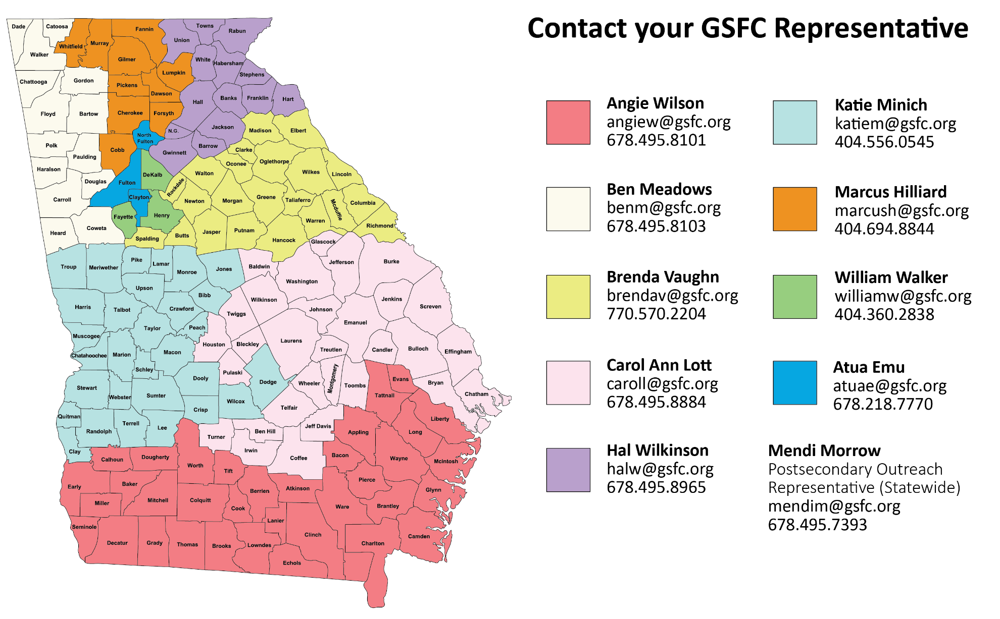 Contact your GSFC Representative
Angie Wilson
angiew@gsfc.org
678.495.8101
Katie Minich
katiem@gsfc.org
404.556.0545
Ben Meadows
benm@gsfc.org
678.495.8103
Marcus Hilliard
marcush@gsfc.org
404.694.8844
Brenda Vaughn
brendav@gsfc.org
770.570.2204
William Walker
williamw@gsfc.org
404.360.2838
Carol Ann Lott
caroll@gsfc.org
678.495.8884
Atua Emu
atuae@gsfc.org
678.218.7770
Hal Wilkinson
halw@gsfc.org
678.495.8965
Mendi Morrow
Postsecondary Outreach
Representative (Statewide)
mendim@gsfc.org
678.495.7393
Dade
Catoosa
Fannin
Towns
Rabun
Union
Whitfield
Murray
Walker
Gilmer
White
Habersham
Lumpkin
Stephens
Chattooga
Gordon
Pickens
Dawson
Banks
Franklin
Hart
Hall
Floyd
Bartow
Cherokee
Forsyth
Jackson
N.G.
Madison
Elbert
North
Fulton
Polk
Cobb
Barrow
Gwinnett
Clarke
Paulding
Oconee
Oglethorpe
Haralson
DeKalb
Walton
Wilkes
Lincoln
Douglas
Fulton
Rockdale
Carroll
Clayton
Newton
Morgan
Greene
Taliaferro
Mcduffie
Columbia
Fayette
Henry
Warren
Richmond
Heard
Coweta
Spalding
Butts
Jasper
Putnam
Hancock
Glascock
Troup
Meriwether
Pike
Lamar
Monroe
Jones
Baldwin
Jefferson
Burke
Washington
Upson
Bibb
Wilkinson
Jenkins
Screven
Harris
Talbot
Crawford
Twiggs
Johnson
Emanuel
Muscogee
Taylor
Peach
Houston
Bleckley
Laurens
Treutlen
Candler
Bulloch
Effingham
Chatahoochee
Marion
Macon
Schley
Dooly
Pulaski
Dodge
Wheeler
Montgomery
Toombs
Evans
Bryan
Chatham
Stewart
Webster
Sumter
Wilcox
Telfair
Tattnall
Quitman
Crisp
Liberty
Randolph
Terrell
Lee
Turner
Ben Hill
Jeff Davis
Appling
Long
Clay
Irwin
Coffee
Bacon
Wayne
McIntosh
Calhoun
Dougherty
Worth
Tift
Early
Baker
Berrien
Atkinson
Pierce
Glynn
Miller
Mitchell
Colquitt
Cook
Ware
Brantley
Seminole
Lanier
Clinch
Camden
Decatur
Grady
Thomas
Brooks
Lowndes
Charlton
Echols